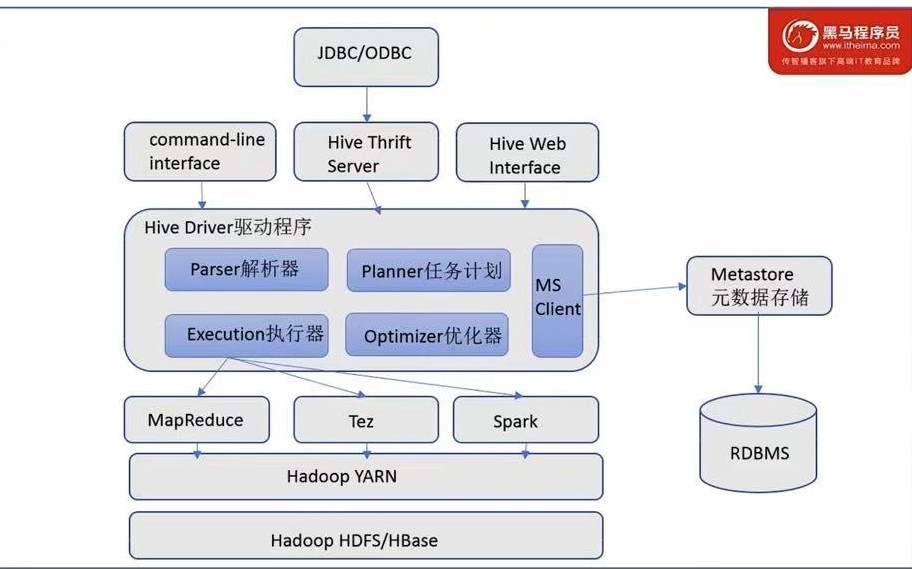 黑马程序员
www.itheima.com
传智播客旗下高端IT教育品牌
JDBC/ODBC
command-line
interface
Hive Thrift
Server
Hive Web
Interface
Hive Driver驱动程序
Parser解析器
Planner任务计划
MS
Client
Execution执行器
Optimizer优化器
Metastore
元数据存储
MapReduce
Tez
Spark
RDBMS
Hadoop YARN
Hadoop HDFS/HBase